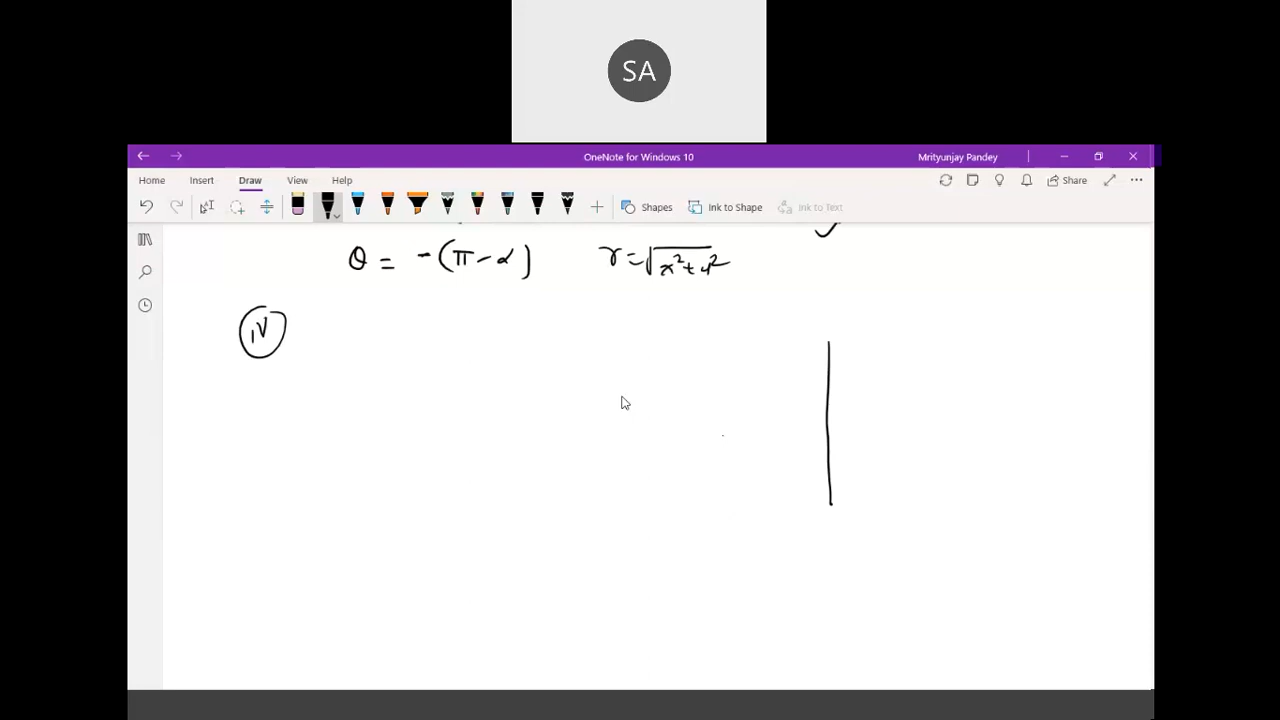 SA
OneNote for Windows 10
Mrityunjay Pandey
Home Insert Draw View Help
Share
Shapes Ink to Shape Ink to Text
θ = -(π-α) r=√x²+y²
IV